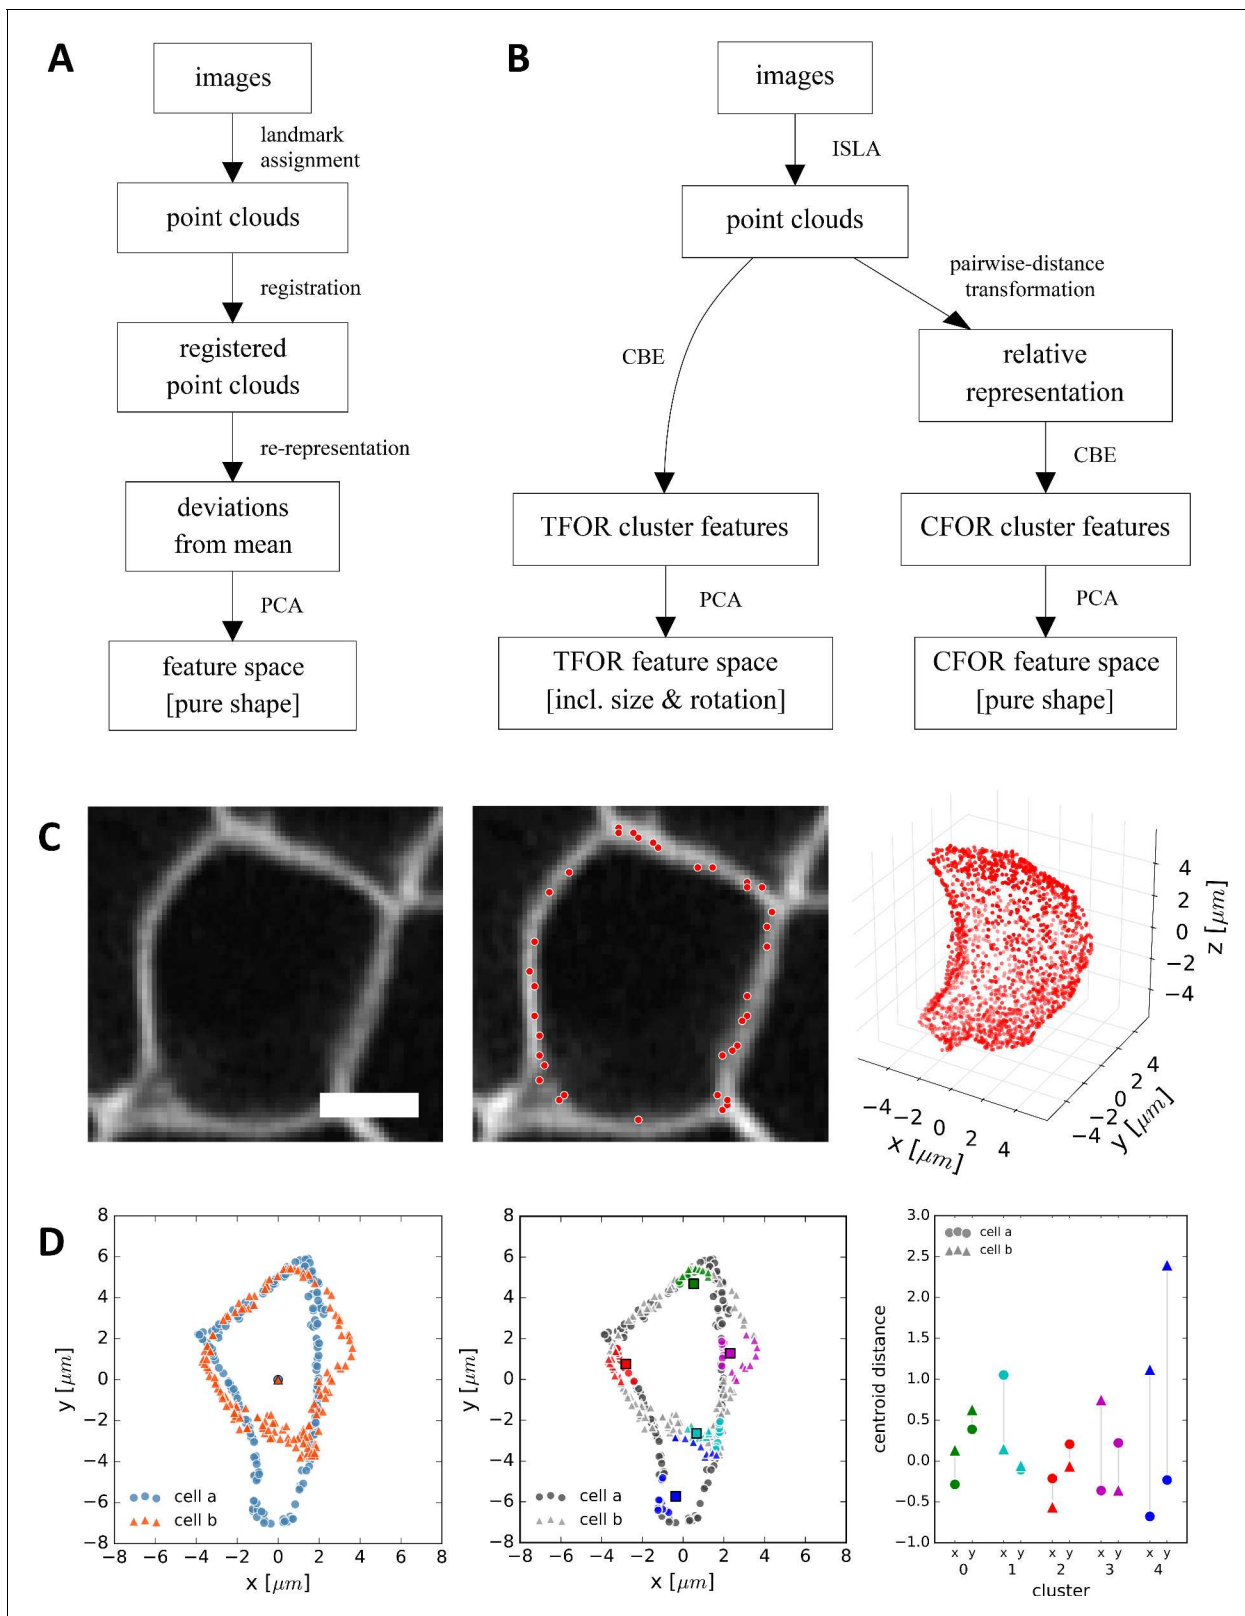 A
images
landmark
assignment
point clouds
registration
registered
point clouds
re-representation
deviations
from mean
PCA
feature space
[pure shape]
B
images
ISLA
point clouds
pairwise-distance
transformation
CBE
relative
representation
CBE
TFOR cluster features
CFOR cluster features
PCA
PCA
TFOR feature space
[incl. size & rotation]
CFOR feature space
[pure shape]
C
4
2
0
−2
−4
z [μm]
−4 −2 0 2 4
x [μm]
−4 −2 0 2 4
y [μm]
D
8
6
4
2
0
−2
−4
−6
−8
y [μm]
cell a
cell b
−8 −6 −4 −2 0 2 4 6 8
x [μm]
8
6
4
2
0
−2
−4
−6
−8
cell a
cell b
−8 −6 −4 −2 0 2 4 6 8
x [μm]
3.0
2.5
2.0
1.5
1.0
0.5
0.0
−0.5
−1.0
centroid distance
cell a
cell b
x y x y x y x y x y
0 1 2 3 4
cluster